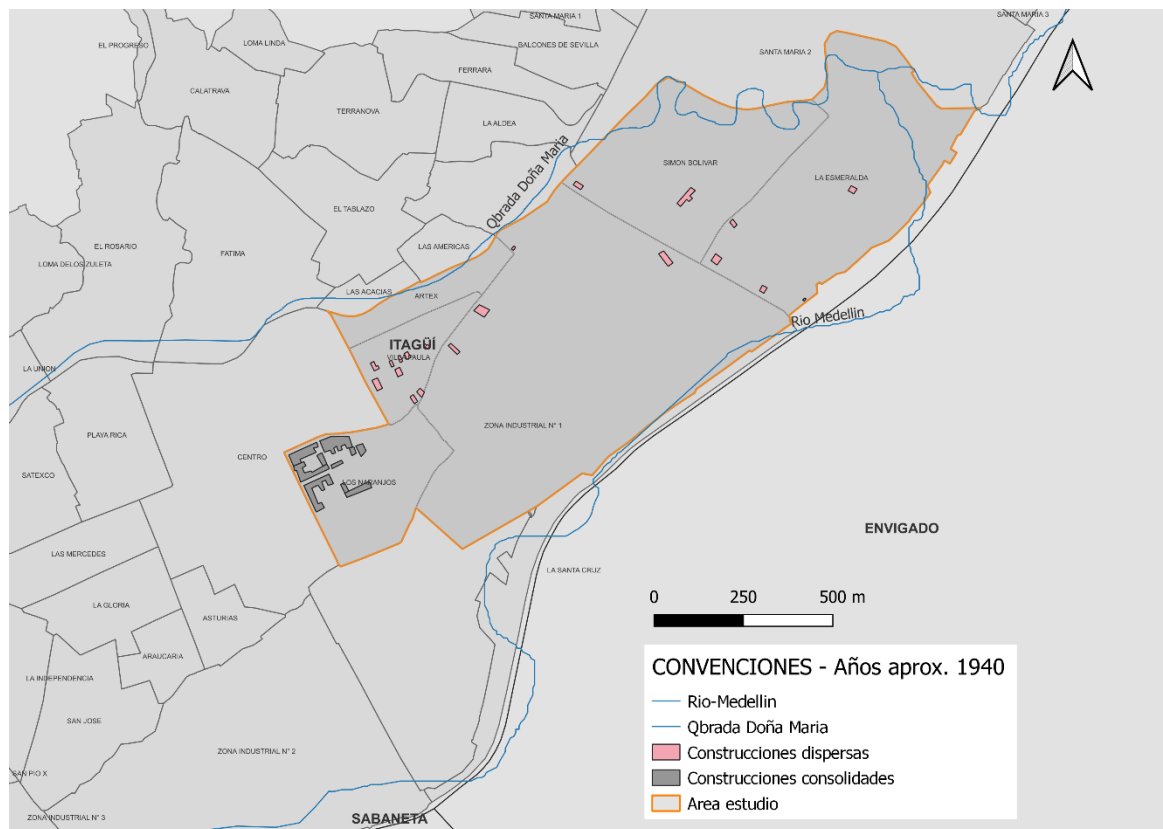 SANTA MARIA 1
SANTA MARIA 3
EL PROGRESO
LOMA LINDA
BALCONES DE SEVILLA
SANTA MARIA 2
FERRARA
CALATRAVA
TERRANOVA
LA ALDEA
Qbrada Doña Maria
SIMON BOLIVAR
LA ESMERALDA
EL TABLAZO
EL ROSARIO
LAS AMERICAS
FATIMA
LOMA DELOS ZULETA
LAS ACACIAS
ARTEX
Rio Medellin
ITAGÜÍ
LA UNION
ZONA INDUSTRIAL N° 1
PLAYA RICA
CENTRO
SATEXCO
LOS NARANJOS
ENVIGADO
LAS MERCEDES
LA SANTA CRUZ
LA GLORIA
ASTURIAS
ARAUCARIA
LA INDEPENDENCIA
SAN JOSE
ZONA INDUSTRIAL N° 2
SAN PIO X
ZONA INDUSTRIAL N° 3
SABANETA
0 250 500 m
CONVENCIONES - Años aprox. 1940
Rio-Medellin
Qbrada Doña Maria
Construcciones dispersas
Construcciones consolidades
Area estudio